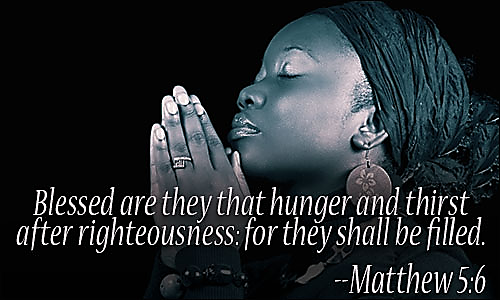 Blessed are they that hunger and thirst
after righteousness: for they shall be filled.
--Matthew 5:6